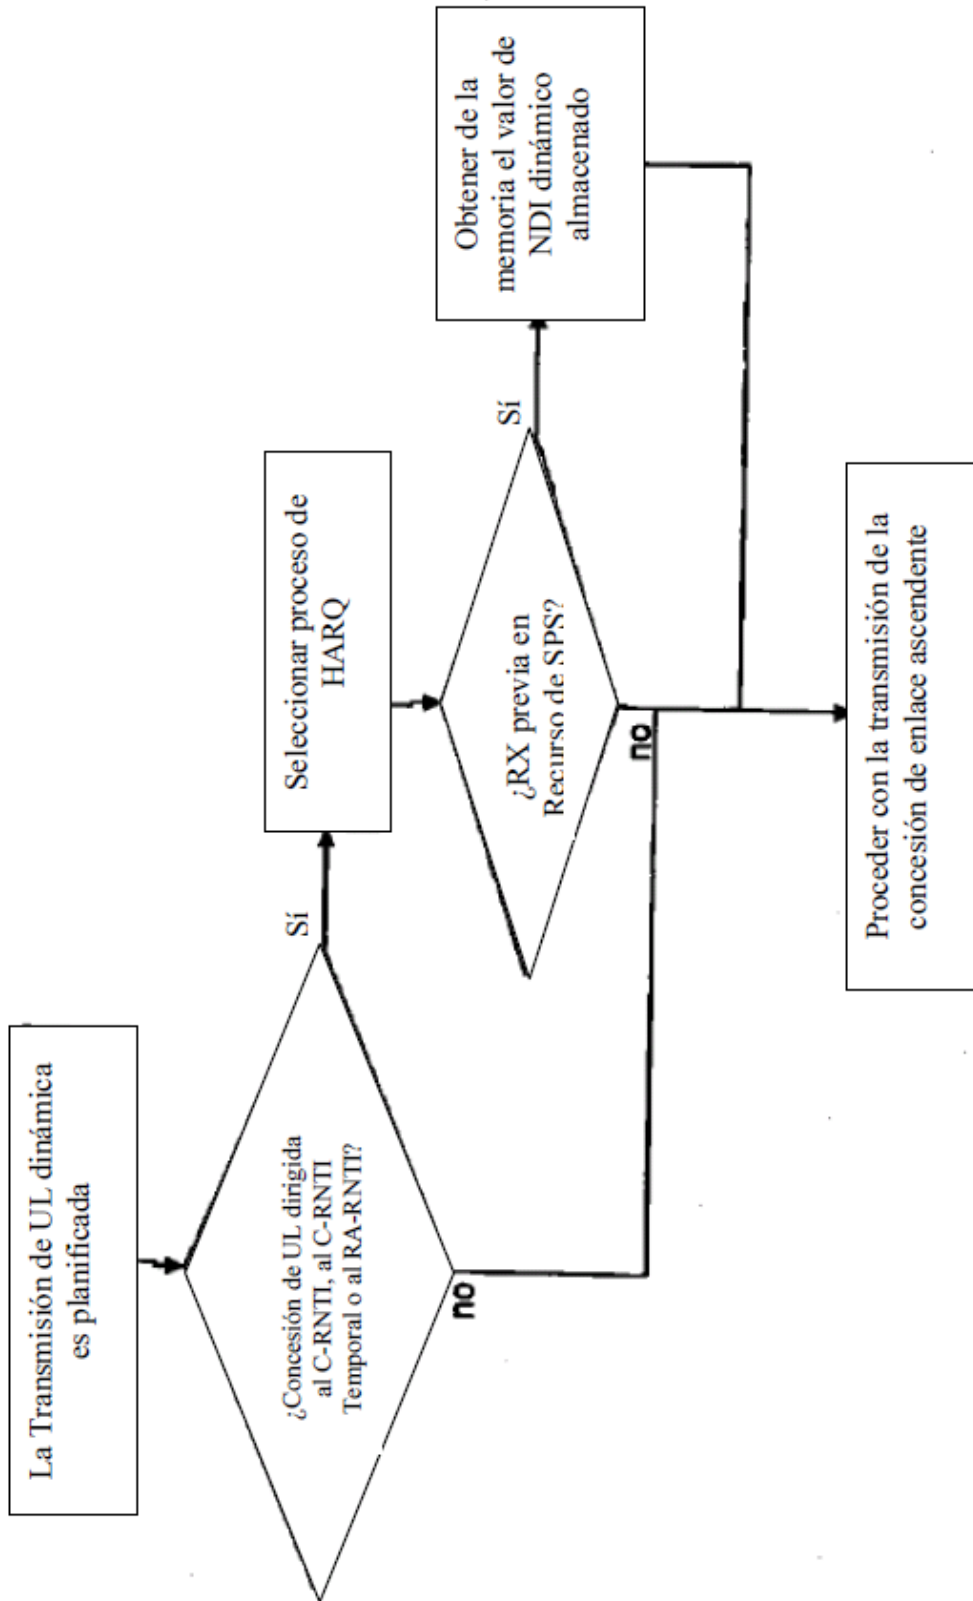 La Transmisión de UL dinámica
es planificada
¿Concesión de UL dirigida
al C-RNTI, al C-RNTI
Temporal o al RA-RNTI?
Sí
no
Seleccionar proceso de
HARQ
¿RX previa en
Recurso de SPS?
Sí
no
Obtener de la
memoria el valor de
NDI dinámico
almacenado
Proceder con la transmisión de la
concesión de enlace ascendente